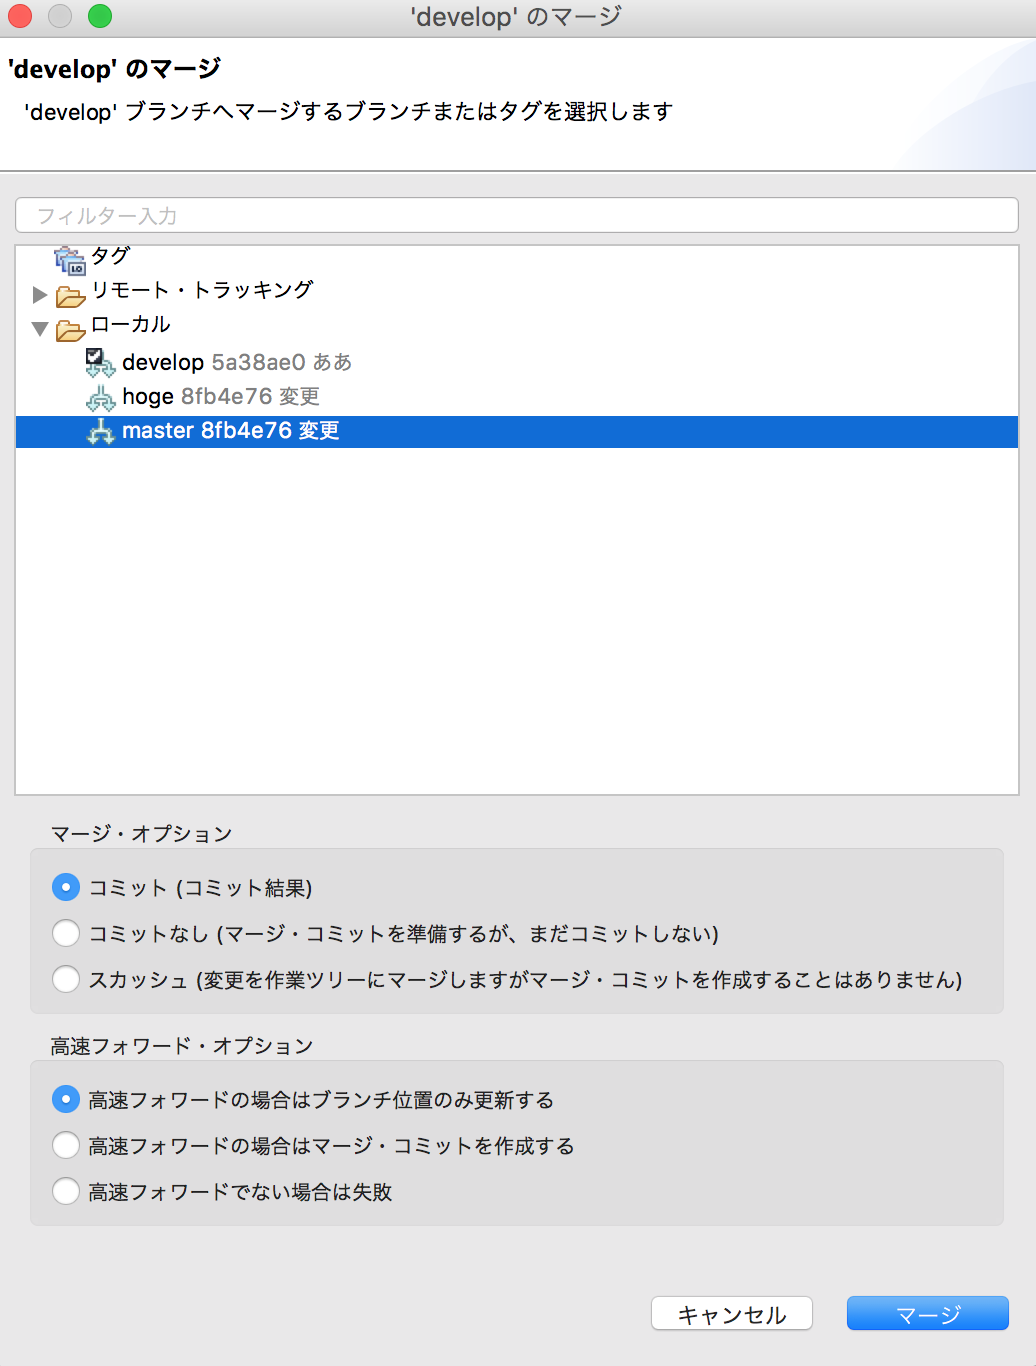 'develop' のマージ
'develop' のマージ
'develop' ブランチへマージするブランチまたはタグを選択します
フィルター入力
タグ
リモート・トラッキング
ローカル
develop 5a38ae0 ああ
hoge 8fb4e76 変更
master 8fb4e76 変更
マージ・オプション
コミット (コミット結果)
コミットなし (マージ・コミットを準備するが、まだコミットしない)
スカッシュ (変更を作業ツリーにマージしますがマージ・コミットを作成することはありません)
高速フォワード・オプション
高速フォワードの場合はブランチ位置のみ更新する
高速フォワードの場合はマージ・コミットを作成する
高速フォワードでない場合は失敗
キャンセル
マージ